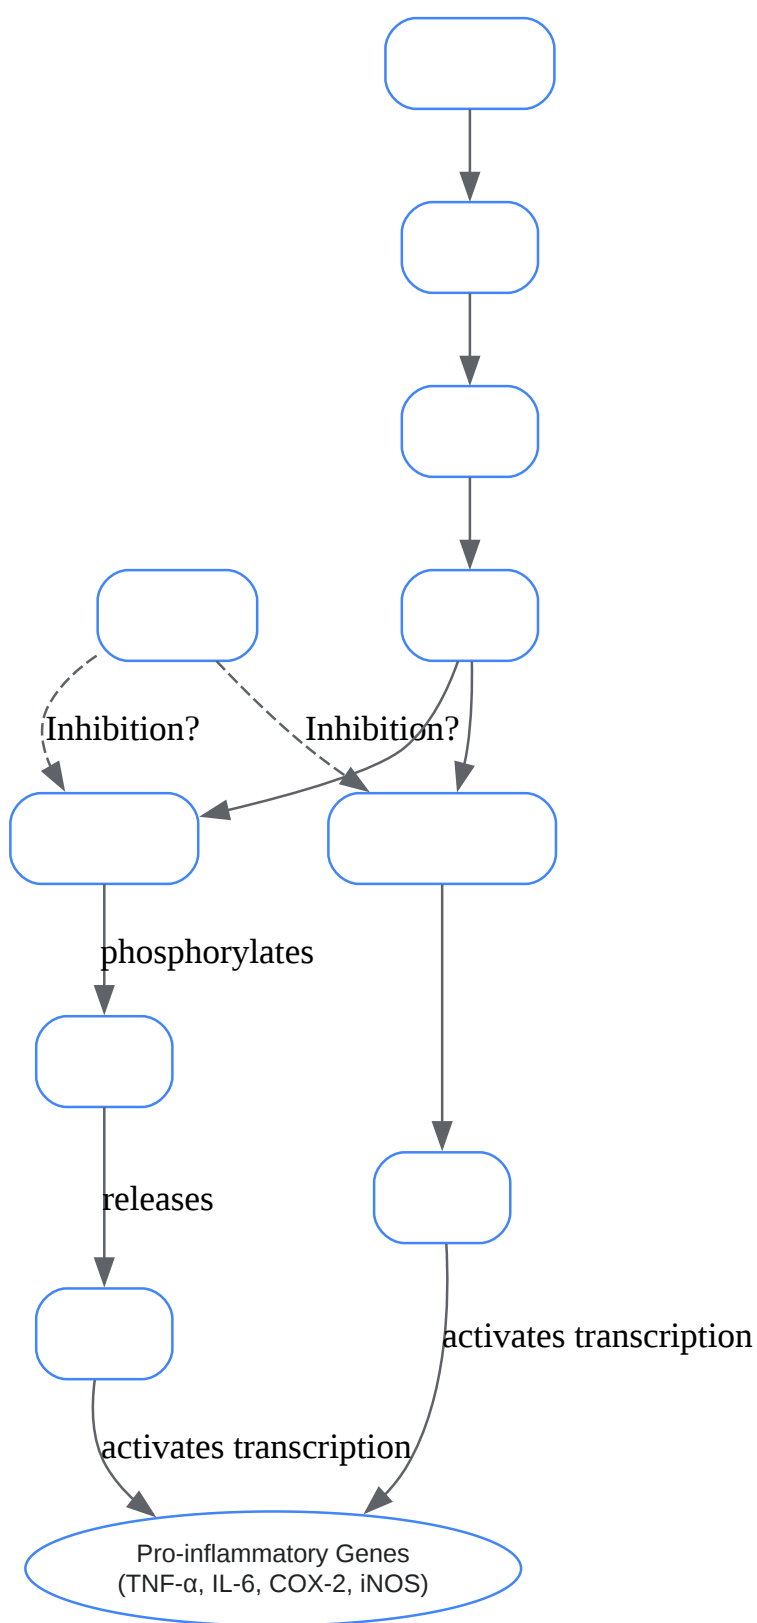 Inhibition?
Inhibition?
phosphorylates
releases
activates transcription
activates transcription
Pro-inflammatory Genes
(TNF-α, IL-6, COX-2, iNOS)